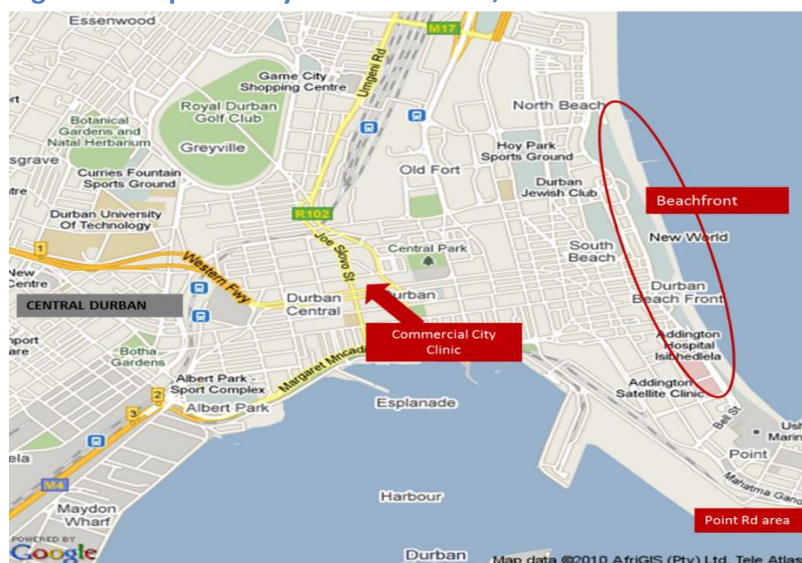 Essenwood
M17
Umgeni Rd
Game City
Shopping Centre
North Beach
Royal Durban
Golf Club
Botanical
Gardens and
Natal Herbarium
Greyville
Hoy Park
Sports Ground
Old Fort
sgrave
Curries Fountain
Sports Ground
Durban
Jewish Club
Beachfront
Durban University
Of Technology
R102
Joe Slovo St
Central Park
South
Beach
New World
1
Western Fwy
New
Centre
CENTRAL DURBAN
Durban
Central
Durban
Beach Front
Commercial City
Clinic
Addington
Hospital
Isibhedlela
Botha
Gardens
Margaret Mncadi
Albert Park -
Sport Complex
Addington
Satellite Clinic
2
Albert Park
Esplanade
3
Bell St
Point
M4
Harbour
Mahatma Gand
Maydon
Wharf
Point Rd area
POWERED BY
Google
Durban
Map data ©2010 AfriGIS (Pty) Ltd, Tele Atlas